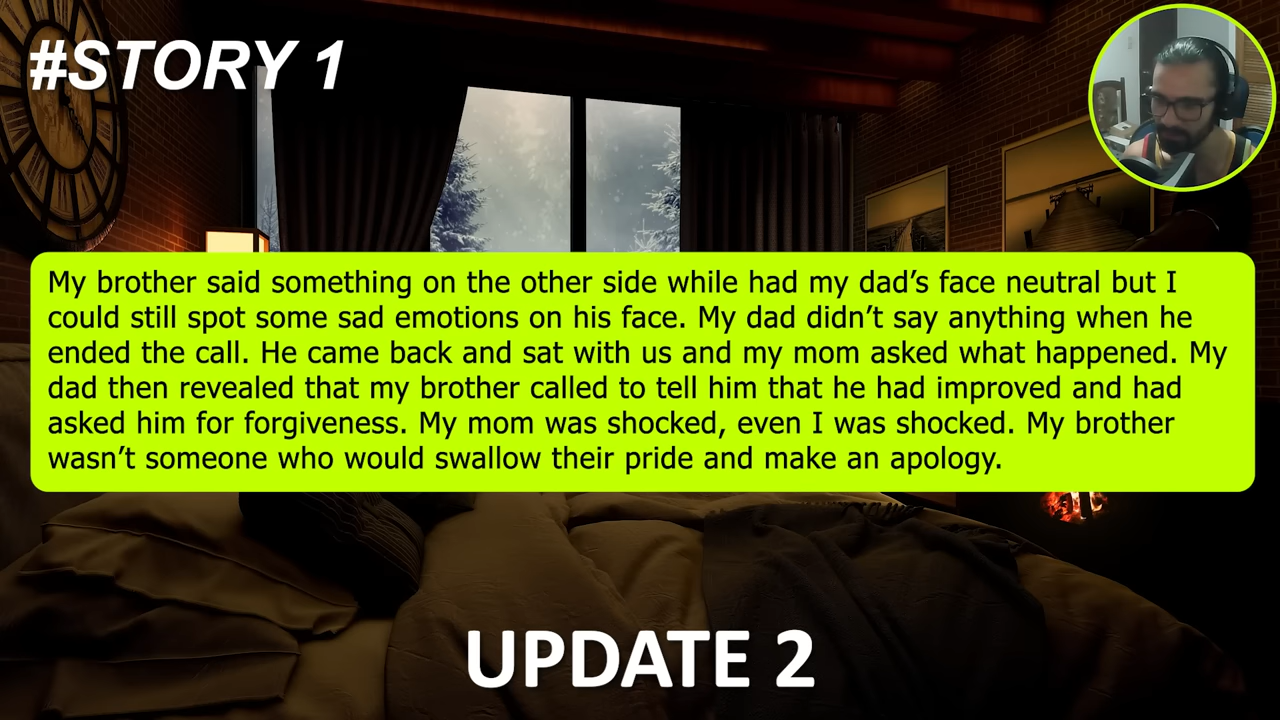 #STORY 1
My brother said something on the other side while had my dad’s face neutral but I
could still spot some sad emotions on his face. My dad didn’t say anything when he
ended the call. He came back and sat with us and my mom asked what happened. My
dad then revealed that my brother called to tell him that he had improved and had
asked him for forgiveness. My mom was shocked, even I was shocked. My brother
wasn’t someone who would swallow their pride and make an apology.
UPDATE 2